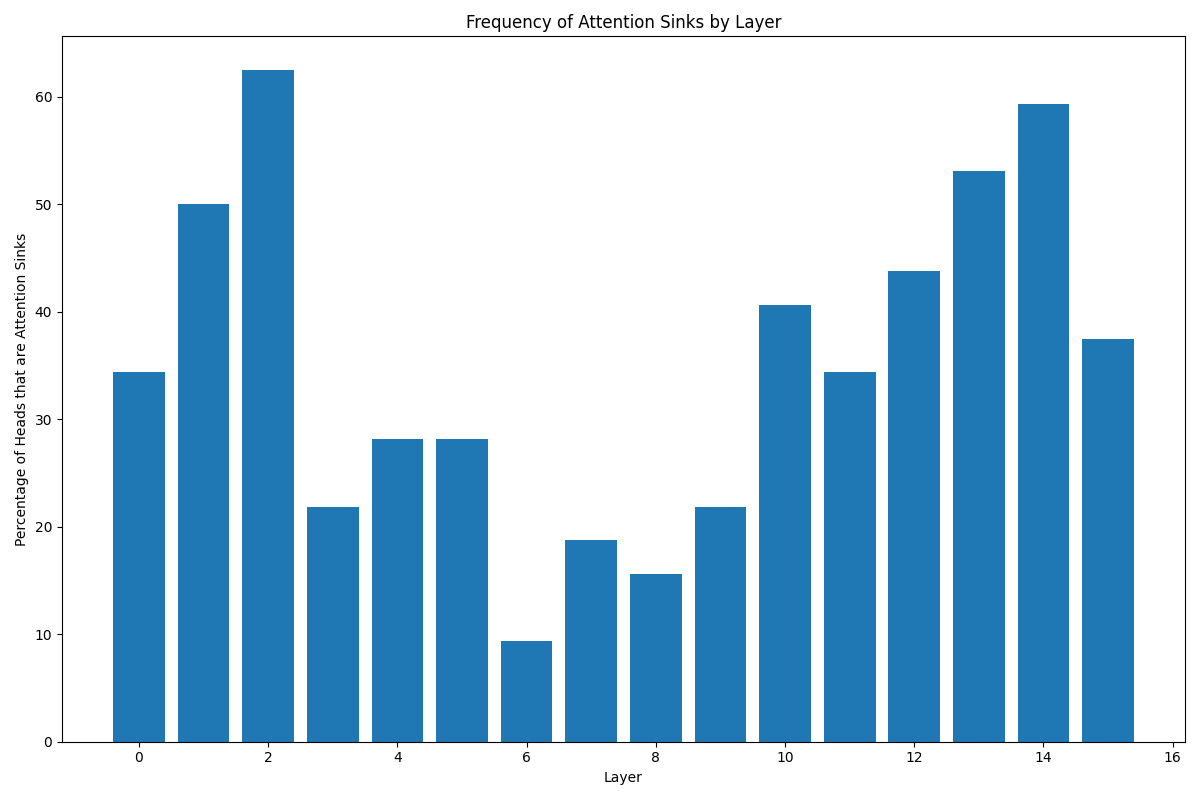 Frequency of Attention Sinks by Layer
Percentage of Heads that are Attention Sinks
60
50
40
30
20
10
0
0 2 4 6 8 10 12 14 16
Layer